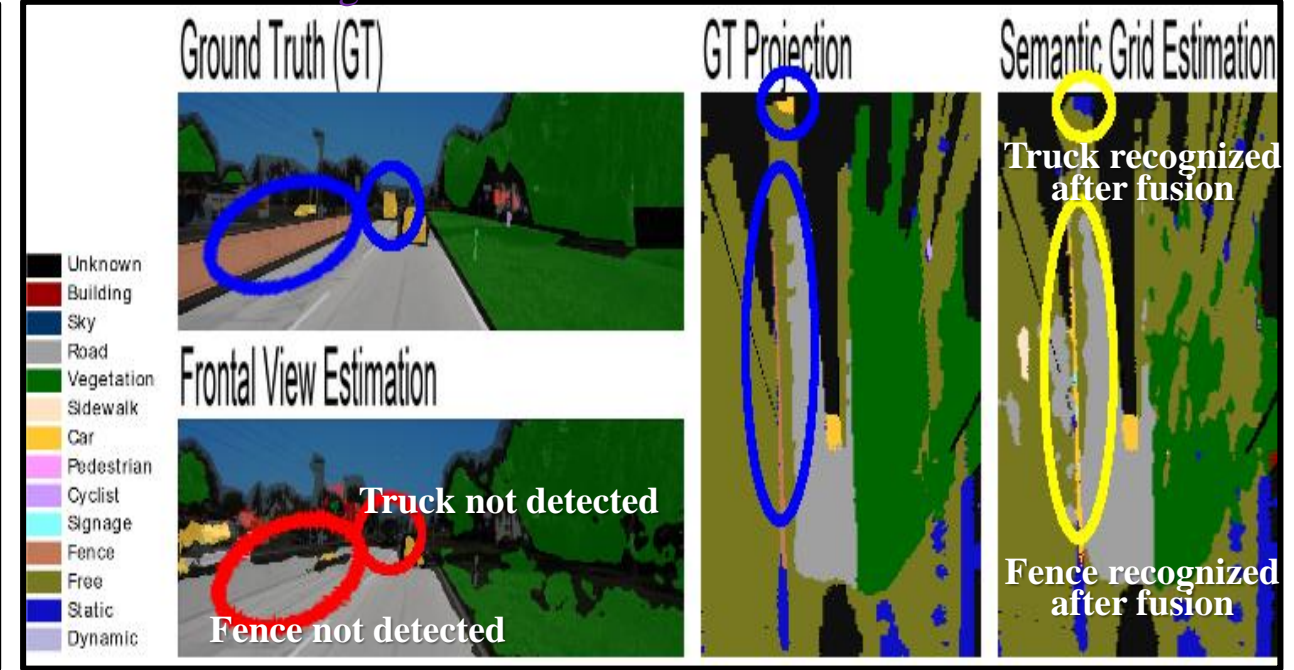 Ground Truth (GT)
GT Projection
Semantic Grid Estimation
Truck recognized
after fusion
Unknown
Building
Sky
Road
Vegetation
Sidewalk
Car
Pedestrian
Cyclist
Signage
Fence
Free
Static
Dynamic
Frontal View Estimation
Truck not detected
Fence not detected
Fence recognized
after fusion